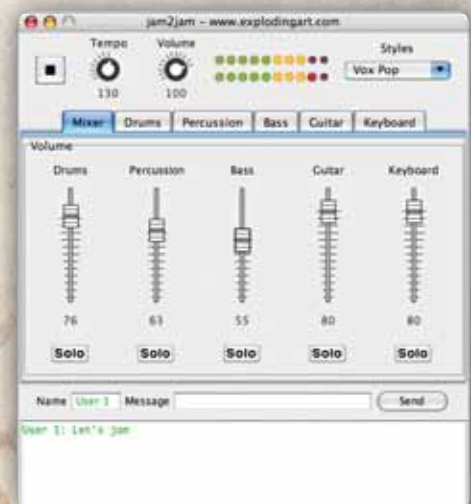 jam2jam - www.explodingart.com
Tempo Volume Styles
130 100 Vox Pop
Mixer Drums Percussion Bass Guitar Keyboard
Volume
Drums Percussion Bass Guitar Keyboard
76 63 55 80 80
Solo Solo Solo Solo Solo
Name User 1 Message Send
User 1: Let's jam